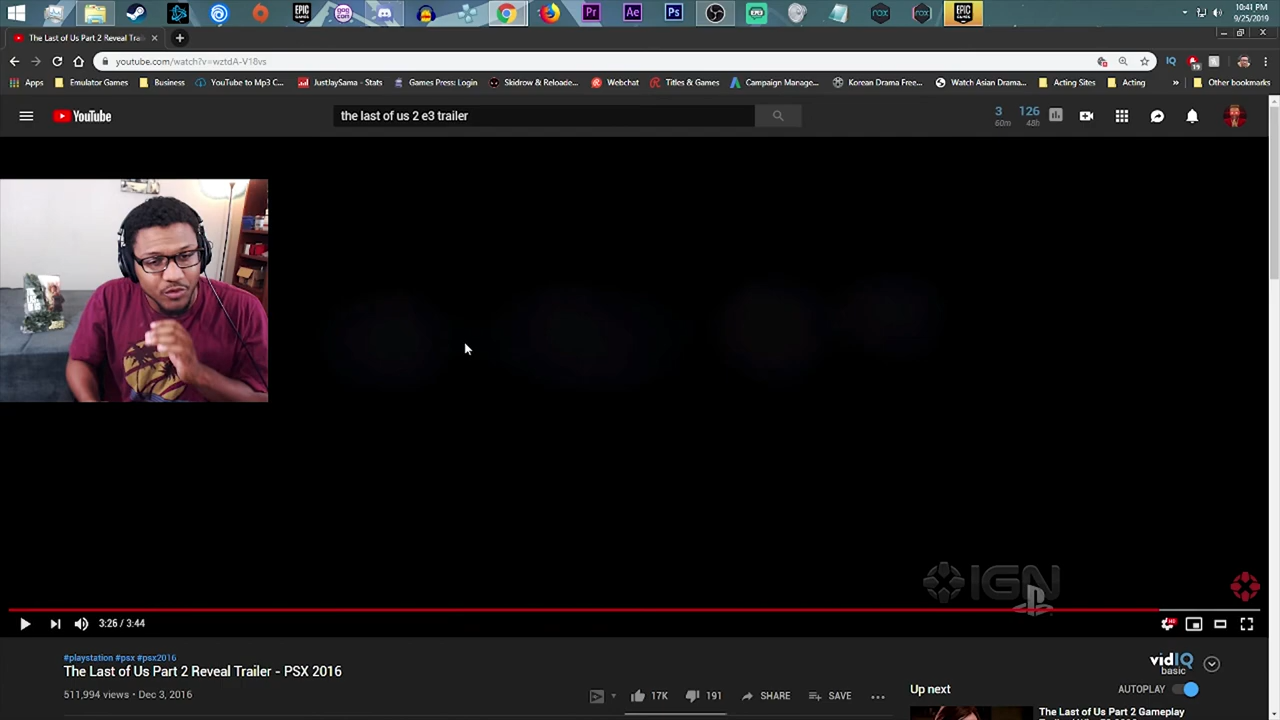 10:41 PM
9/25/2019
The Last of Us Part 2 Reveal Trai
youtube.com/watch?v=wztdA-V18vs
Apps
Emulator Games
Business
YouTube to Mp3 C...
JustJaySama - Stats
Games Press: Login
Skidrow & Reloade...
Webchat
Titles & Games
Campaign Manage...
Korean Drama Free...
Watch Asian Drama...
Acting Sites
Acting
Other bookmarks
YouTube
the last of us 2 e3 trailer
3 126
60m 48h
IGN
3:26 / 3:44
#playstation #psx #psx2016
The Last of Us Part 2 Reveal Trailer - PSX 2016
511,994 views • Dec 3, 2016
17K
191
SHARE
SAVE
vidIQ
basic
Up next
AUTOPLAY
The Last of Us Part 2 Gameplay